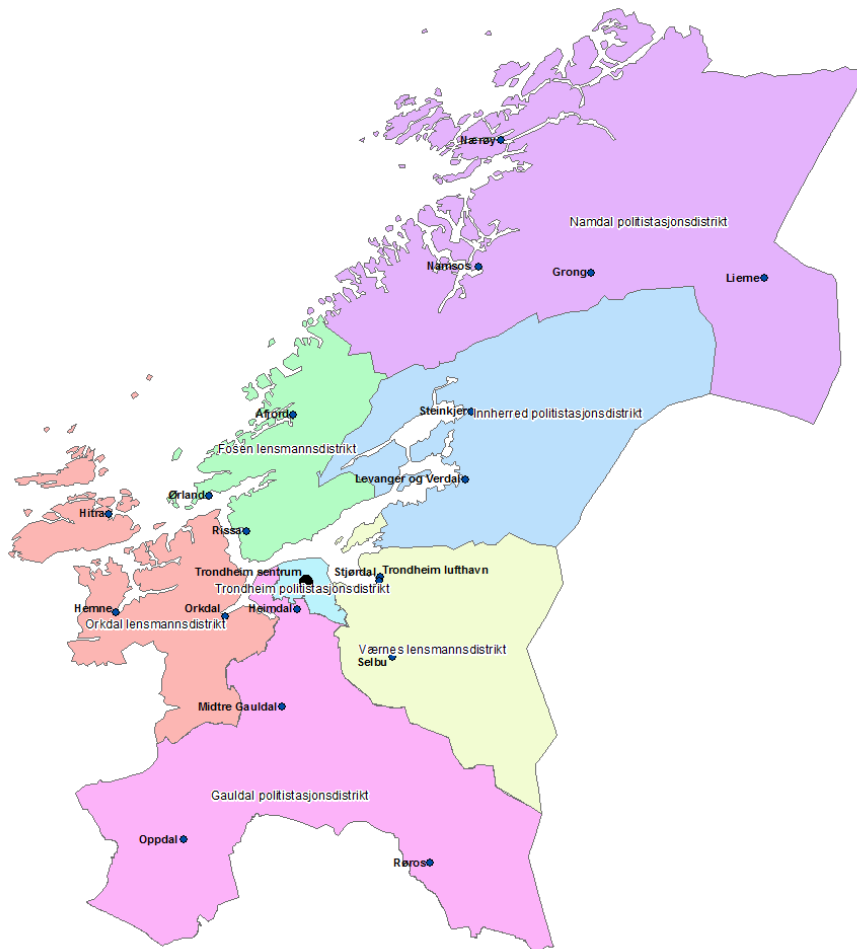 Nærøy
Namdal politistasjonsdistrikt
Namsos
Grong
Lierne
Steinkjer
Innherred politistasjonsdistrikt
Åfjord
Fosen lensmannsdistrikt
Levanger og Verdal
Ørland
Hitra
Rissa
Trondheim sentrum
Stjørdal
Trondheim lufthavn
Trondheim politistasjonsdistrikt
Hemne
Orkdal
Heimdal
Orkdal lensmannsdistrikt
Værnes lensmannsdistrikt
Selbu
Midtre Gauldal
Gauldal politistasjonsdistrikt
Oppdal
Røros